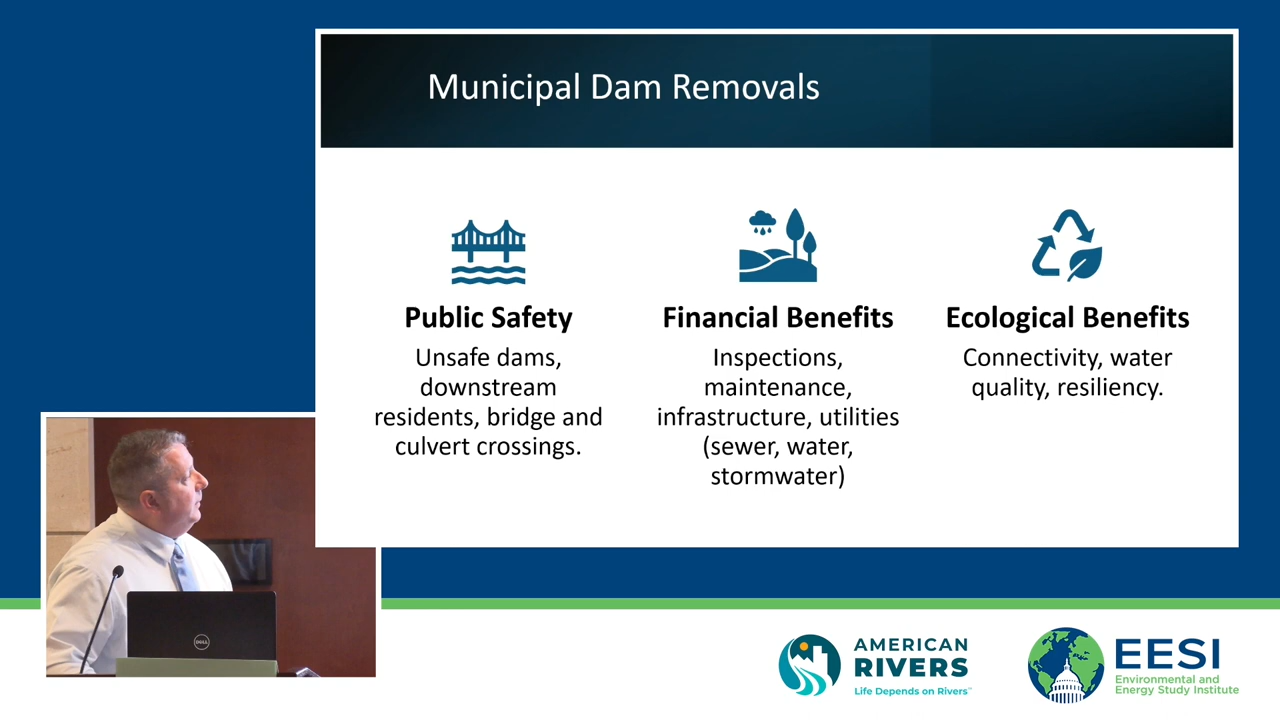 Municipal Dam Removals
Public Safety
Unsafe dams,
downstream
residents, bridge and
culvert crossings.
Financial Benefits
Inspections,
maintenance,
infrastructure, utilities
(sewer, water,
stormwater)
Ecological Benefits
Connectivity, water
quality, resiliency.
DELL
AMERICAN
RIVERS
Life Depends on Rivers™
EESI
Environmental and
Energy Study Institute